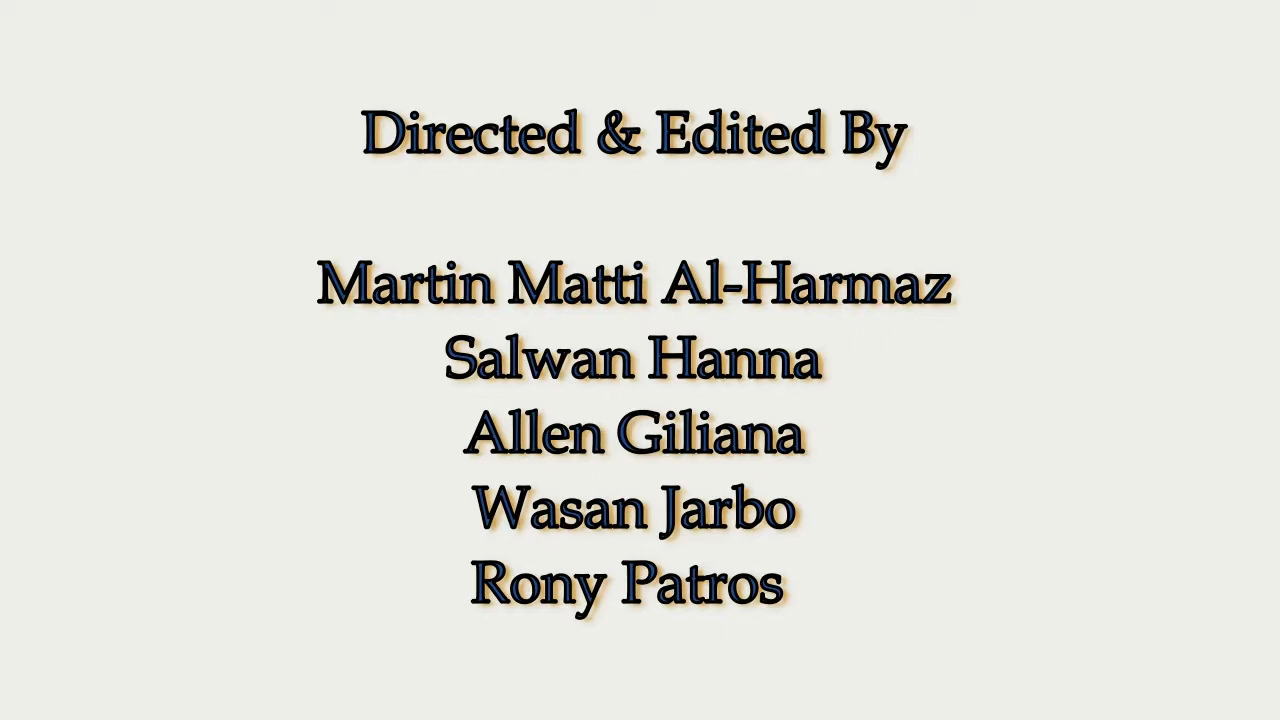 Directed & Edited By
Martin Matti Al-Harmaz
Salwan Hanna
Allen Giliana
Wasan Jarbo
Rony Patros